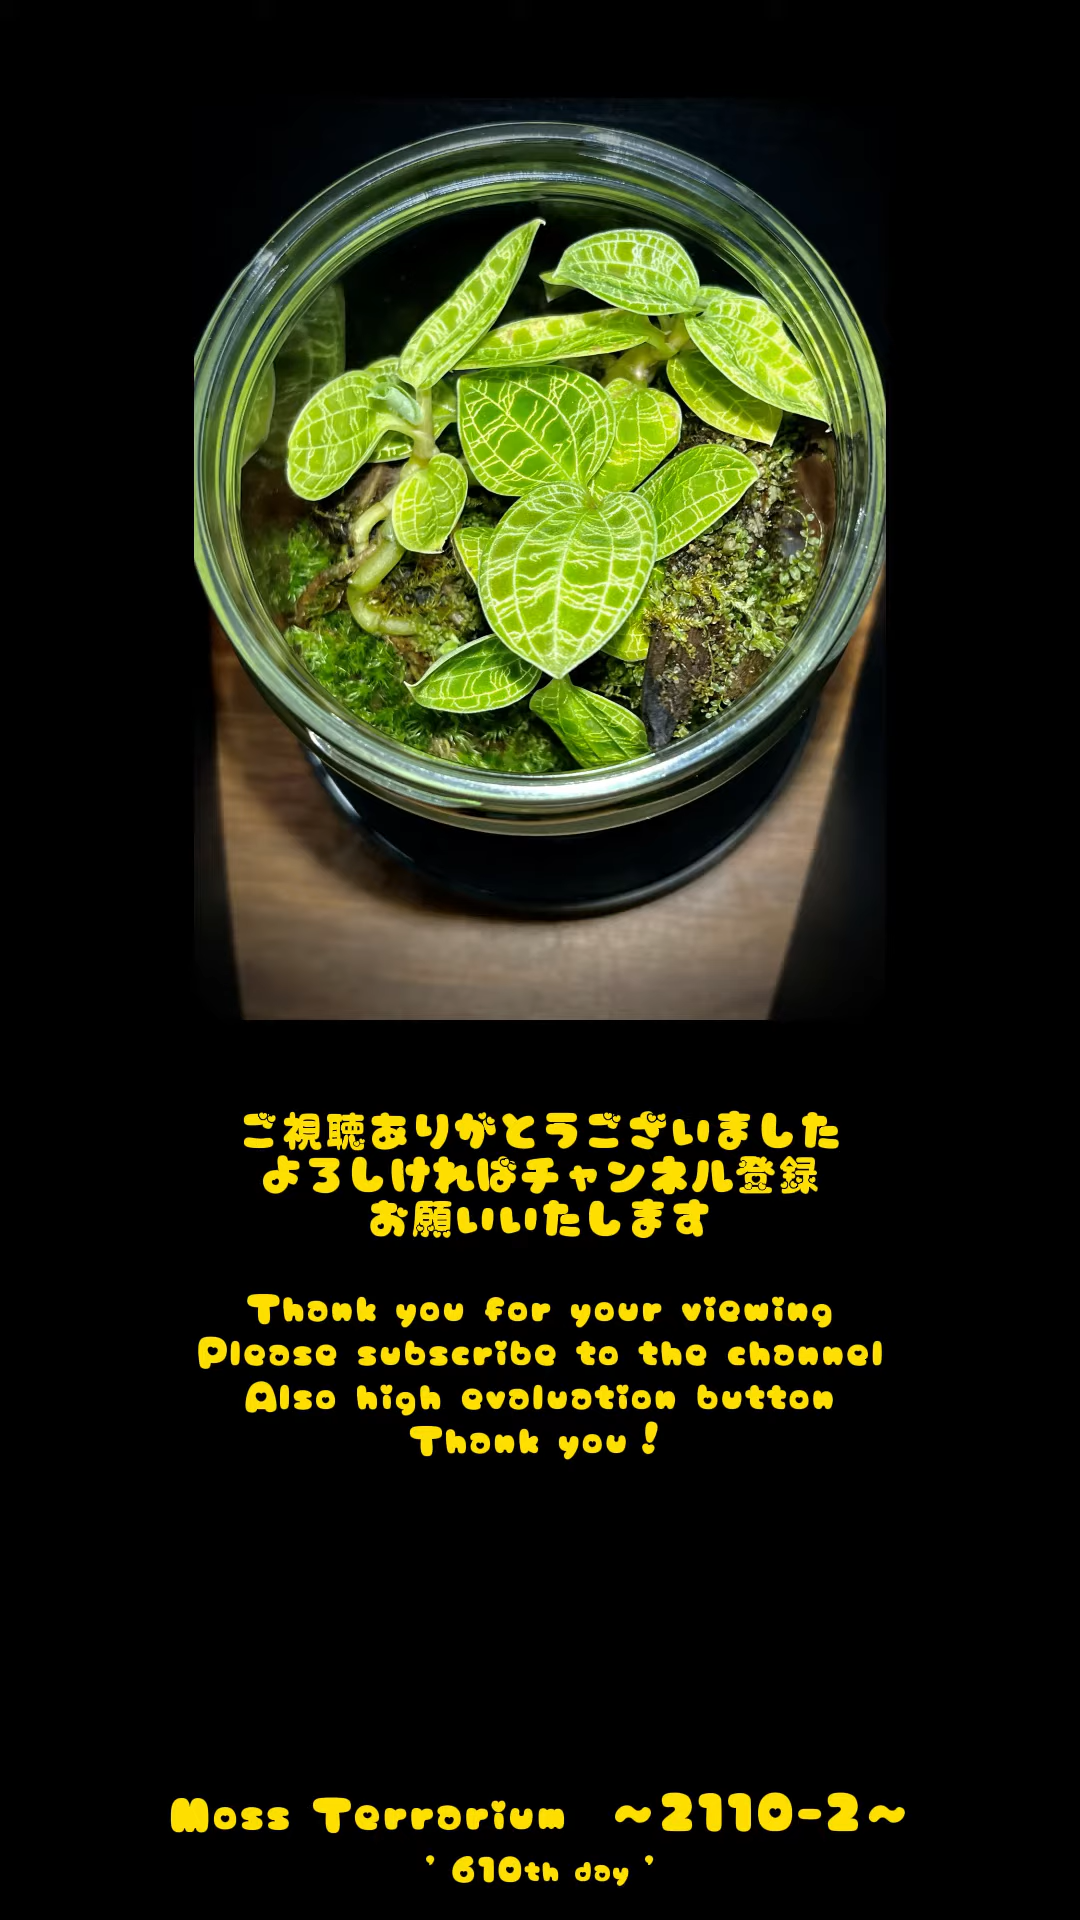 ご視聴ありがとうございました
よろしければチャンネル登録
お願いいたします
Thank you for your viewing
Please subscribe to the channel
Also high evaluation button
Thank you !
Moss Terrarium ～2110-2～
’ 610th day ’